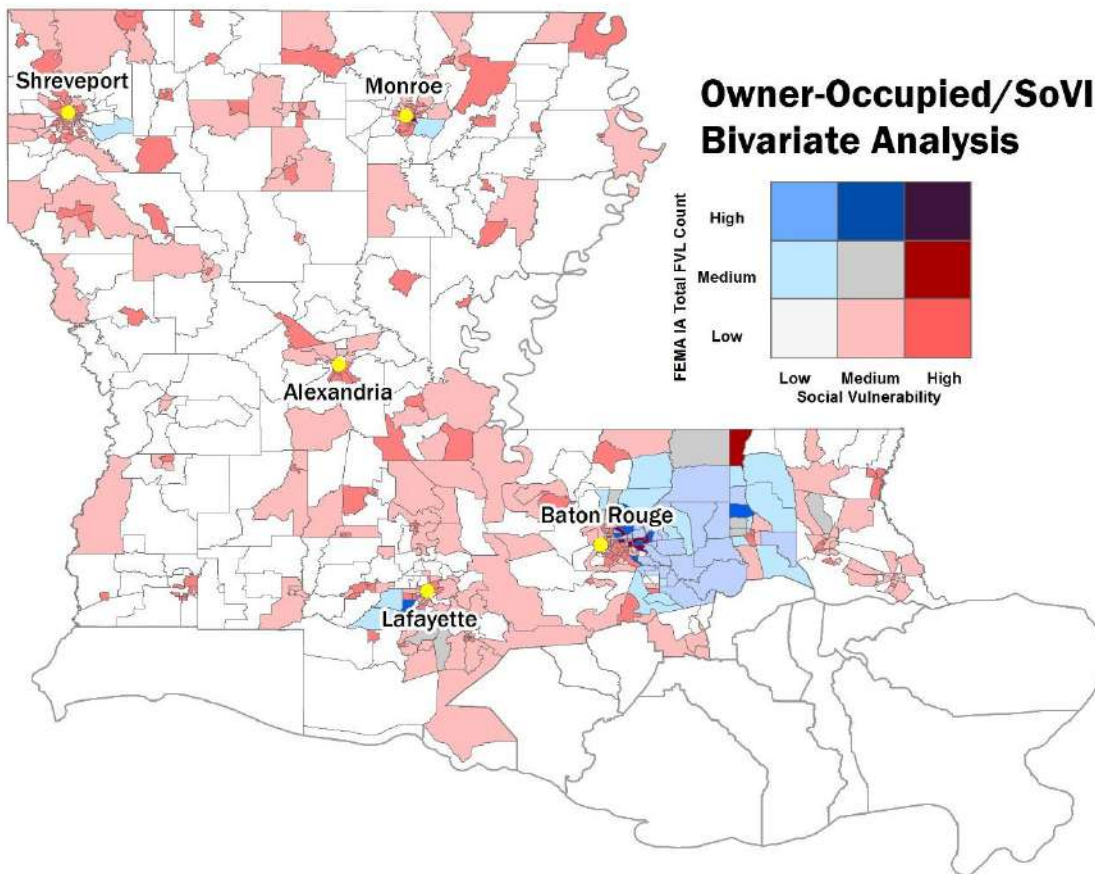 Shreveport
Monroe
Owner-Occupied/SoVI
Bivariate Analysis
FEMA IA Total FVL Count
High
Medium
Low
Low Medium High
Social Vulnerability
Alexandria
Baton Rouge
Lafayette